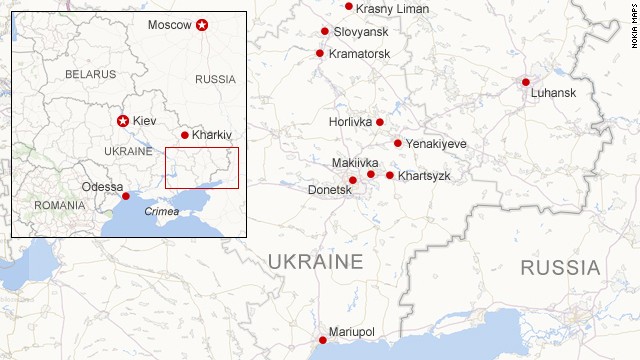 Moscow
BELARUS
RUSSIA
Kiev
Kharkiv
UKRAINE
Odessa
ROMANIA
Crimea
Krasny Liman
Slovyansk
Kramatorsk
Luhansk
Horlivka
Yenakiyeve
Makiivka
Donetsk
Khartsyzk
UKRAINE
RUSSIA
Mariupol
NOKIA MAPS